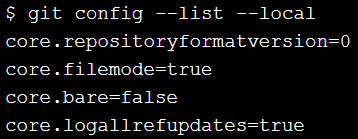 $ git config --list --local
core.repositoryformatversion=0
core.filemode=true
core.bare=false
core.logallrefupdates=true